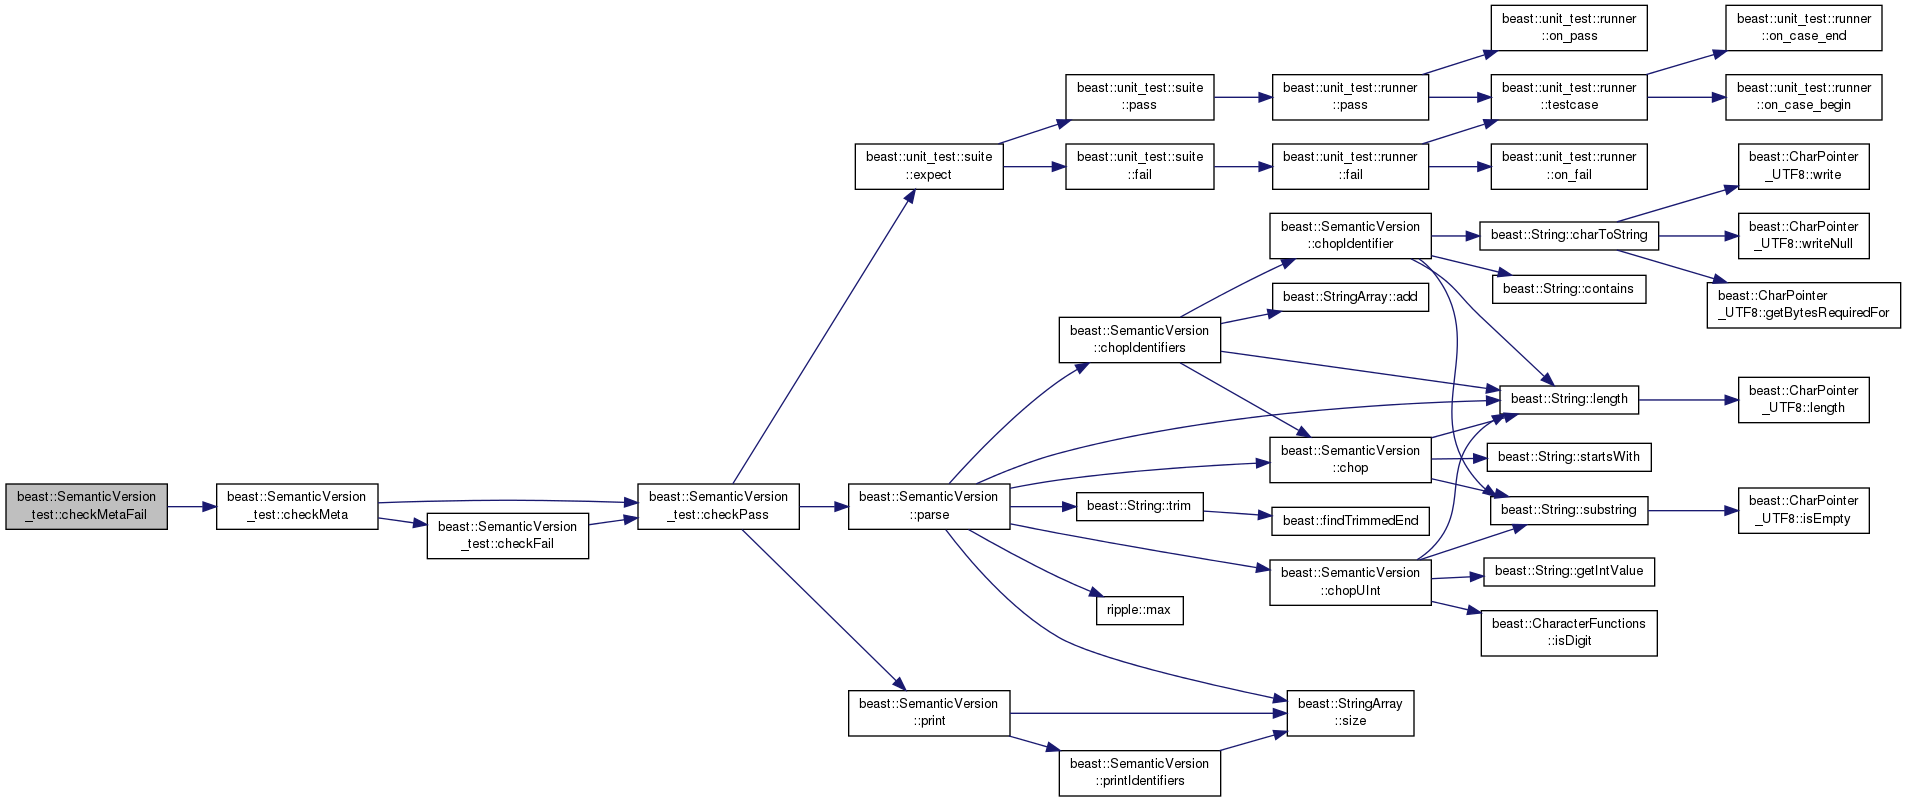 beast::SemanticVersion
_test::checkMetaFail
beast::SemanticVersion
_test::checkMeta
beast::SemanticVersion
_test::checkFail
beast::SemanticVersion
_test::checkPass
beast::unit_test::suite
::expect
beast::SemanticVersion
::parse
beast::SemanticVersion
::print
beast::unit_test::suite
::pass
beast::unit_test::suite
::fail
beast::SemanticVersion
::chopIdentifiers
beast::String::trim
ripple::max
beast::SemanticVersion
::printIdentifiers
beast::unit_test::runner
::pass
beast::unit_test::runner
::fail
beast::SemanticVersion
::chopIdentifier
beast::StringArray::add
beast::SemanticVersion
::chop
beast::findTrimmedEnd
beast::SemanticVersion
::chopUInt
beast::StringArray
::size
beast::unit_test::runner
::on_pass
beast::unit_test::runner
::testcase
beast::unit_test::runner
::on_fail
beast::String::charToString
beast::String::contains
beast::String::length
beast::String::startsWith
beast::String::substring
beast::String::getIntValue
beast::CharacterFunctions
::isDigit
beast::unit_test::runner
::on_case_end
beast::unit_test::runner
::on_case_begin
beast::CharPointer
_UTF8::write
beast::CharPointer
_UTF8::writeNull
beast::CharPointer
_UTF8::getBytesRequiredFor
beast::CharPointer
_UTF8::length
beast::CharPointer
_UTF8::isEmpty